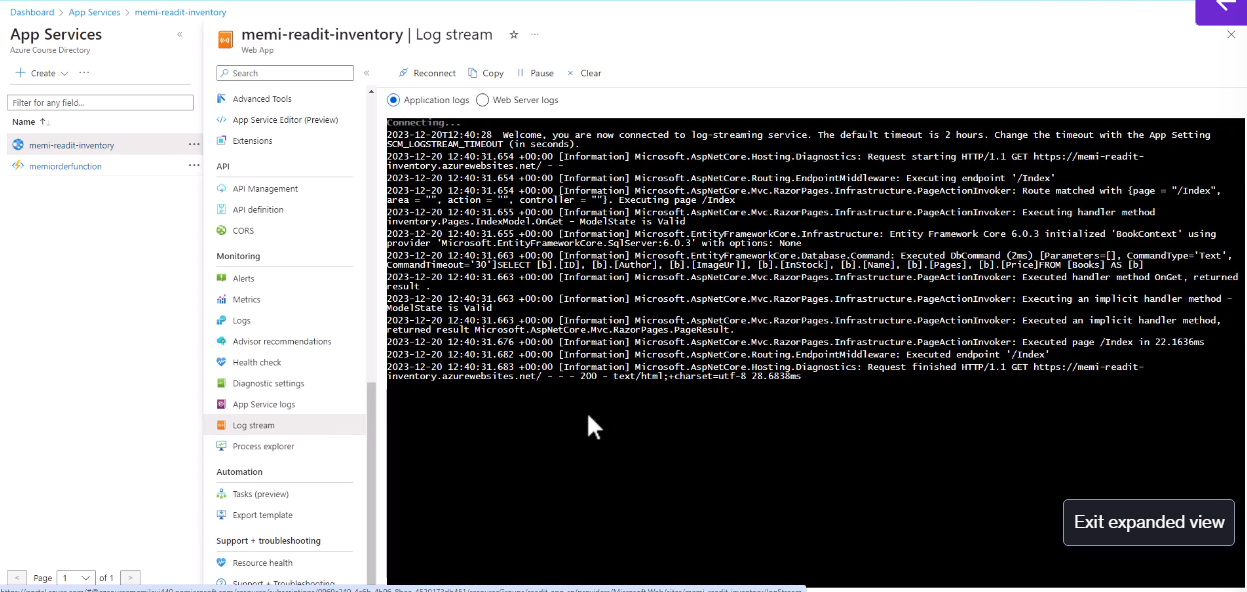 Dashboard > App Services > memi-readit-inventory
App Services
Azure Course Directory
«
+ Create ...
Filter for any field...
Name ↑↓
memi-readit-inventory ...
memiorderfunction ...
< Page 1 of 1 >
memi-readit-inventory | Log stream ☆ ...
Web App
Search
«
Advanced Tools
App Service Editor (Preview)
Extensions
API
API Management
API definition
CORS
Monitoring
Alerts
Metrics
Logs
Advisor recommendations
Health check
Diagnostic settings
App Service logs
Log stream
Process explorer
Automation
Tasks (preview)
Export template
Support + troubleshooting
Resource health
Support + Troubleshooting
Reconnect Copy Pause × Clear
Application logs Web Server logs
Connecting...
2023-12-20T12:40:28 Welcome, you are now connected to log-streaming service. The default timeout is 2 hours. Change the timeout with the App Setting
SCM_LOGSTREAM_TIMEOUT (in seconds).
2023-12-20 12:40:31.654 +00:00 [Information] Microsoft.AspNetCore.Hosting.Diagnostics: Request starting HTTP/1.1 GET https://memi-readit-
inventory.azurewebsites.net/ - -
2023-12-20 12:40:31.654 +00:00 [Information] Microsoft.AspNetCore.Routing.EndpointMiddleware: Executing endpoint '/Index'
2023-12-20 12:40:31.654 +00:00 [Information] Microsoft.AspNetCore.Mvc.RazorPages.Infrastructure.PageActionInvoker: Route matched with {page = "/Index",
area = "", action = "", controller = ""}. Executing page /Index
2023-12-20 12:40:31.655 +00:00 [Information] Microsoft.AspNetCore.Mvc.RazorPages.Infrastructure.PageActionInvoker: Executing handler method
inventory.Pages.IndexModel.OnGet - ModelState is Valid
2023-12-20 12:40:31.655 +00:00 [Information] Microsoft.EntityFrameworkCore.Infrastructure: Entity Framework Core 6.0.3 initialized 'BookContext' using
provider 'Microsoft.EntityFrameworkCore.SqlServer:6.0.3' with options: None
2023-12-20 12:40:31.663 +00:00 [Information] Microsoft.EntityFrameworkCore.Database.Command: Executed DbCommand (2ms) [Parameters=[], CommandType='Text',
CommandTimeout='30']SELECT [b].[ID], [b].[Author], [b].[ImageUrl], [b].[InStock], [b].[Name], [b].[Pages], [b].[Price]FROM [Books] AS [b]
2023-12-20 12:40:31.663 +00:00 [Information] Microsoft.AspNetCore.Mvc.RazorPages.Infrastructure.PageActionInvoker: Executed handler method OnGet, returned
result .
2023-12-20 12:40:31.663 +00:00 [Information] Microsoft.AspNetCore.Mvc.RazorPages.Infrastructure.PageActionInvoker: Executing an implicit handler method -
ModelState is Valid
2023-12-20 12:40:31.663 +00:00 [Information] Microsoft.AspNetCore.Mvc.RazorPages.Infrastructure.PageActionInvoker: Executed an implicit handler method,
returned result Microsoft.AspNetCore.Mvc.RazorPages.PageResult.
2023-12-20 12:40:31.676 +00:00 [Information] Microsoft.AspNetCore.Mvc.RazorPages.Infrastructure.PageActionInvoker: Executed page /Index in 22.1636ms
2023-12-20 12:40:31.682 +00:00 [Information] Microsoft.AspNetCore.Routing.EndpointMiddleware: Executed endpoint '/Index'
2023-12-20 12:40:31.683 +00:00 [Information] Microsoft.AspNetCore.Hosting.Diagnostics: Request finished HTTP/1.1 GET https://memi-readit-
inventory.azurewebsites.net/ - - - 200 - text/html;+charset=utf-8 28.6838ms
Exit expanded view